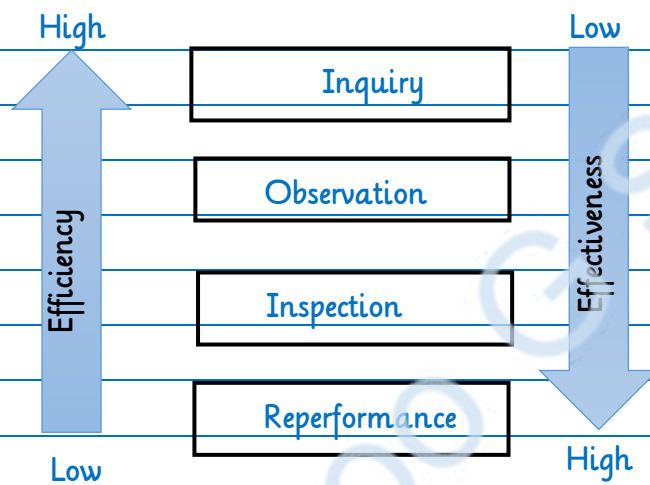 High
Low
Inquiry
Observation
Efficiency
Effectiveness
Inspection
Reperformance
Low
High